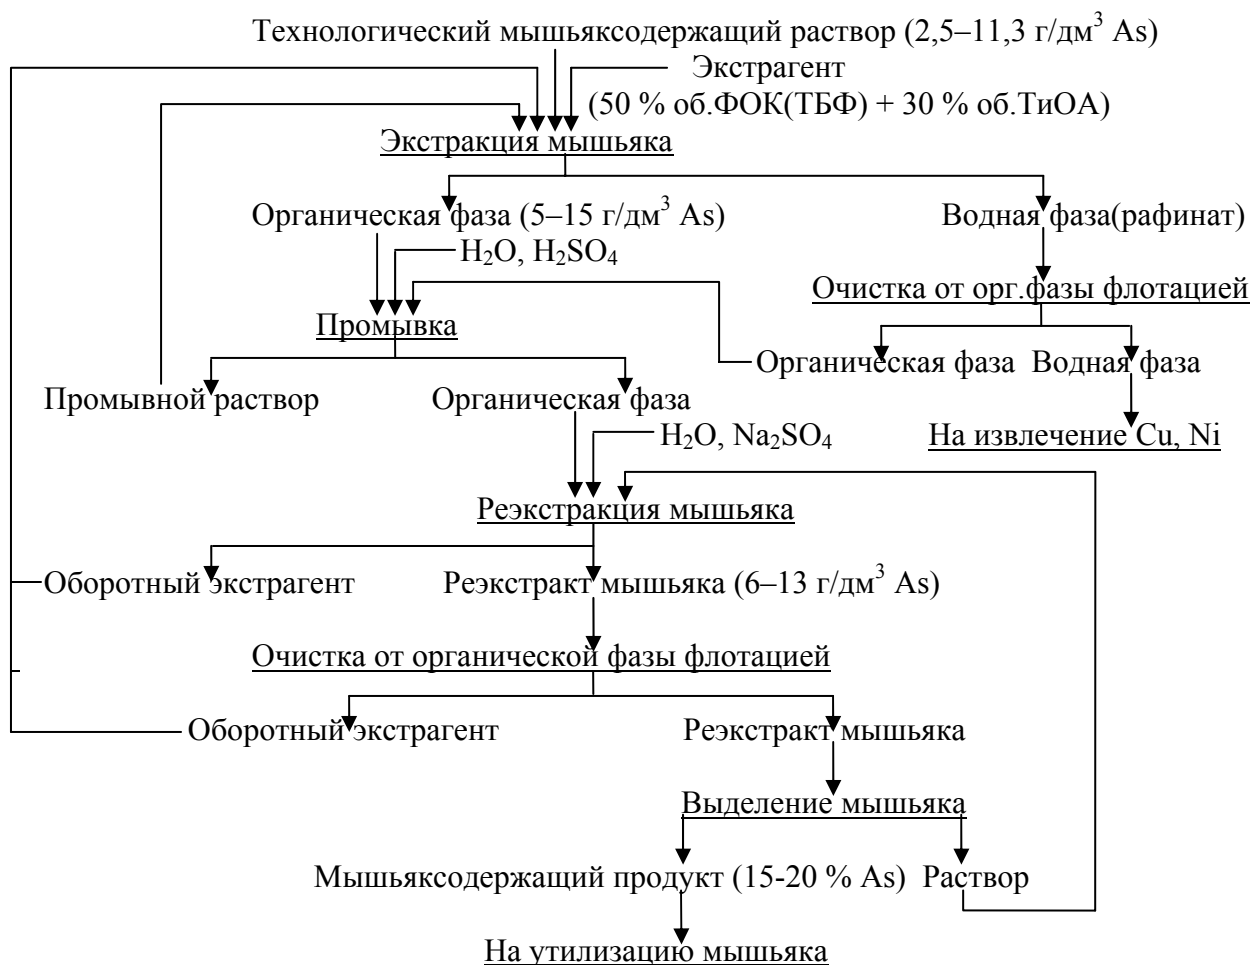 Технологический мышьяксодержащий раствор (2,5–11,3 г/дм³ As)
Экстрагент
(50 % об.ФОК(ТБФ) + 30 % об.ТиОА)
Экстракция мышьяка
Органическая фаза (5–15 г/дм³ As)
Водная фаза(рафинат)
H₂O, H₂SO₄
Очистка от орг.фазы флотацией
Промывка
Органическая фаза
Водная фаза
Промывной раствор
Органическая фаза
H₂O, Na₂SO₄
На извлечение Cu, Ni
Реэкстракция мышьяка
Оборотный экстрагент
Реэкстракт мышьяка (6–13 г/дм³ As)
Очистка от органической фазы флотацией
Оборотный экстрагент
Реэкстракт мышьяка
Выделение мышьяка
Мышьяксодержащий продукт (15-20 % As)
Раствор
На утилизацию мышьяка